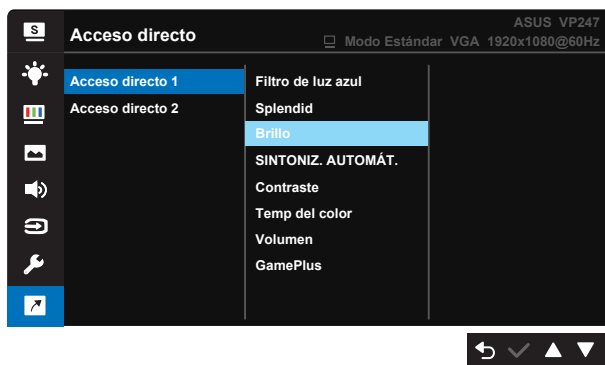 S
ASUS VP247
Acceso directo
Modo Estándar VGA 1920x1080@60Hz
Acceso directo 1
Acceso directo 2
Filtro de luz azul
Splendid
Brillo
SINTONIZ. AUTOMÁT.
Contraste
Temp del color
Volumen
GamePlus